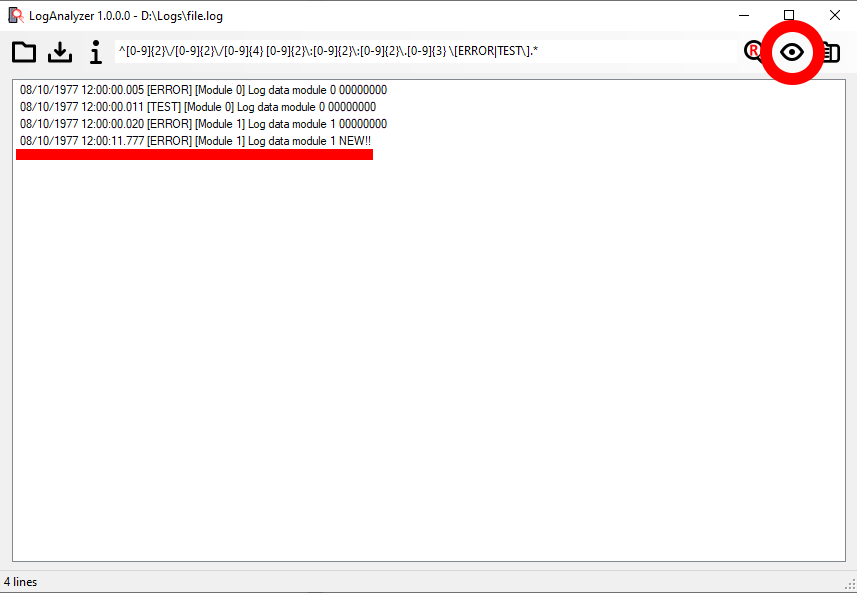 LogAnalyzer 1.0.0.0 - D:\Logs\file.log
^[0-9]{2}\/[0-9]{2}\/[0-9]{4} [0-9]{2}\:[0-9]{2}\:[0-9]{2}\.[0-9]{3} \[ERROR|TEST\].*
R
08/10/1977 12:00:00.005 [ERROR] [Module 0] Log data module 0 00000000
08/10/1977 12:00:00.011 [TEST] [Module 0] Log data module 0 00000000
08/10/1977 12:00:00.020 [ERROR] [Module 1] Log data module 1 00000000
08/10/1977 12:00:11.777 [ERROR] [Module 1] Log data module 1 NEW!!
4 lines